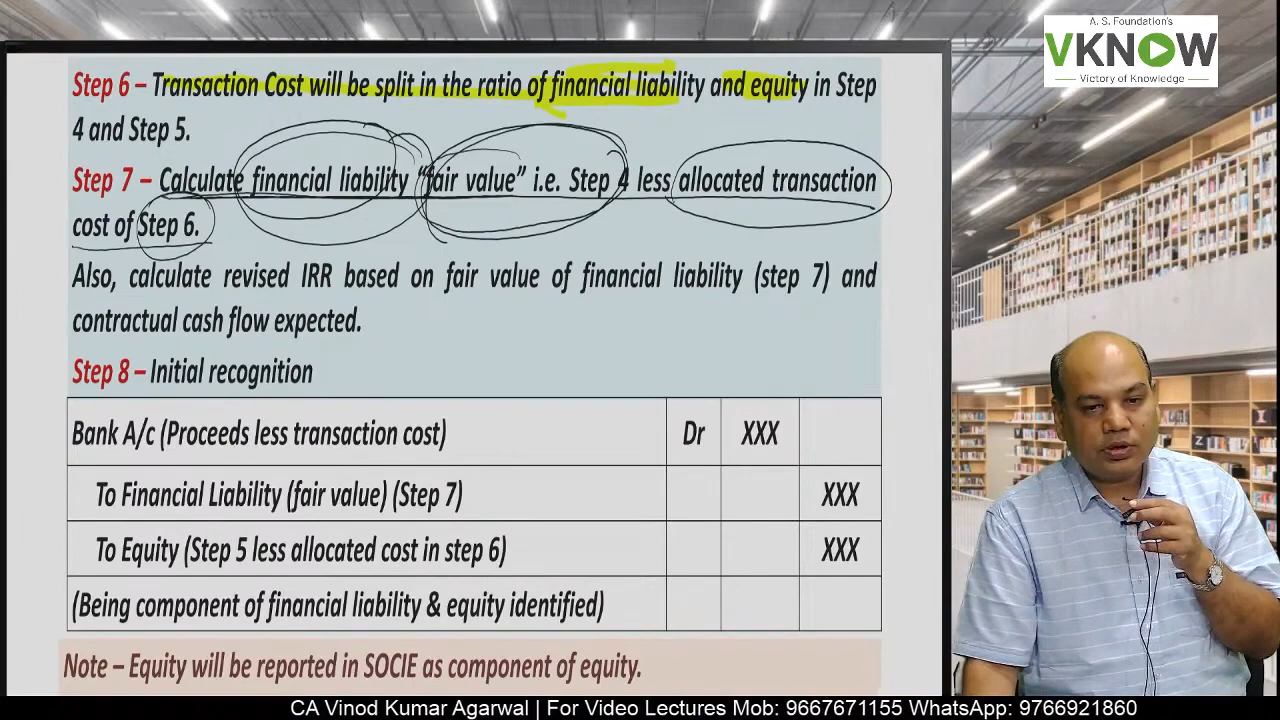 A. S. Foundation's
VKNOW
Victory of Knowledge
Step 6 – Transaction Cost will be split in the ratio of financial liability and equity in Step
4 and Step 5.
Step 7 – Calculate financial liability "fair value" i.e. Step 4 less allocated transaction
cost of Step 6.
Also, calculate revised IRR based on fair value of financial liability (step 7) and
contractual cash flow expected.
Step 8 – Initial recognition
Bank A/c (Proceeds less transaction cost) Dr XXX
To Financial Liability (fair value) (Step 7) XXX
To Equity (Step 5 less allocated cost in step 6) XXX
(Being component of financial liability & equity identified)
Note – Equity will be reported in SOCIE as component of equity.
CA Vinod Kumar Agarwal | For Video Lectures Mob: 9667671155 WhatsApp: 9766921860